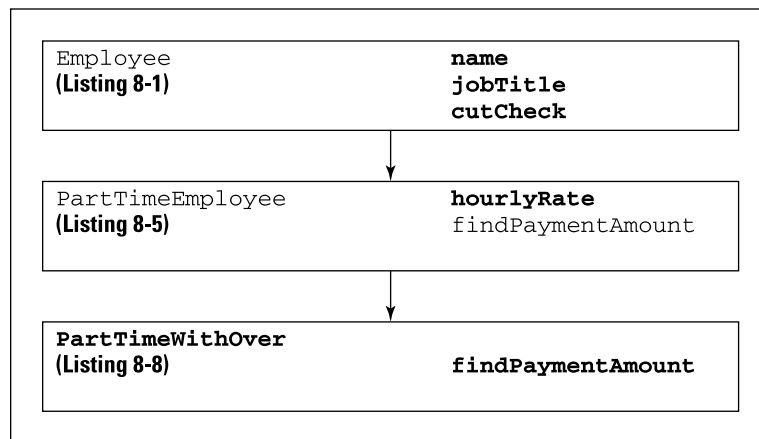 Employee name
(Listing 8-1) jobTitle
cutCheck
PartTimeEmployee hourlyRate
(Listing 8-5) findPaymentAmount
PartTimeWithOver
(Listing 8-8) findPaymentAmount